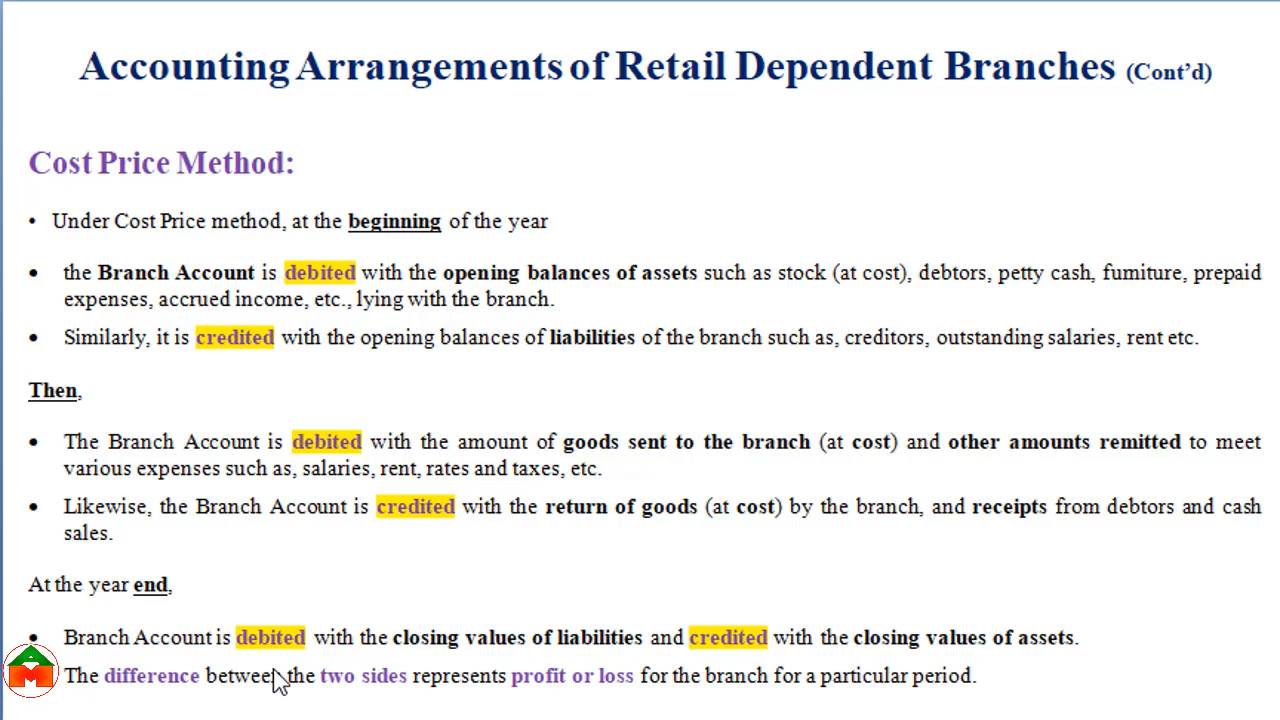 Accounting Arrangements of Retail Dependent Branches (Cont'd)
Cost Price Method:
• Under Cost Price method, at the beginning of the year
• the Branch Account is debited with the opening balances of assets such as stock (at cost), debtors, petty cash, furniture, prepaid
expenses, accrued income, etc., lying with the branch.
• Similarly, it is credited with the opening balances of liabilities of the branch such as, creditors, outstanding salaries, rent etc.
Then,
• The Branch Account is debited with the amount of goods sent to the branch (at cost) and other amounts remitted to meet
various expenses such as, salaries, rent, rates and taxes, etc.
• Likewise, the Branch Account is credited with the return of goods (at cost) by the branch, and receipts from debtors and cash
sales.
At the year end,
• Branch Account is debited with the closing values of liabilities and credited with the closing values of assets.
The difference between the two sides represents profit or loss for the branch for a particular period.